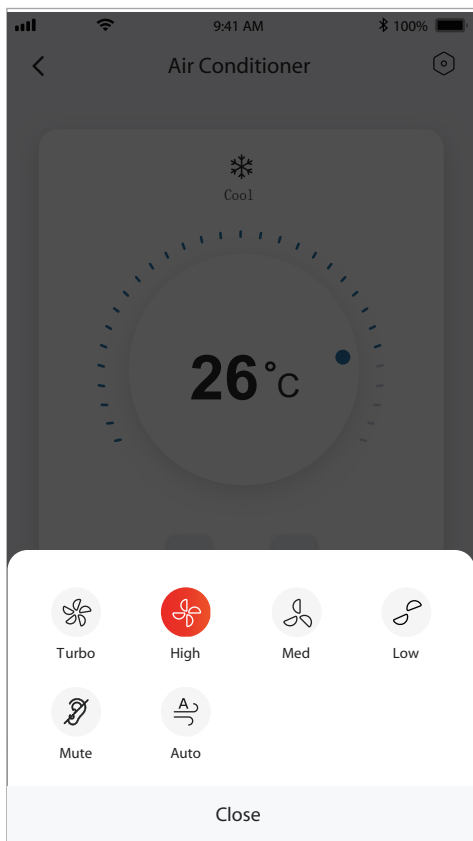 9:41 AM 100%
Air Conditioner
Cool
26°C
Turbo High Med Low
Mute A Auto
Close